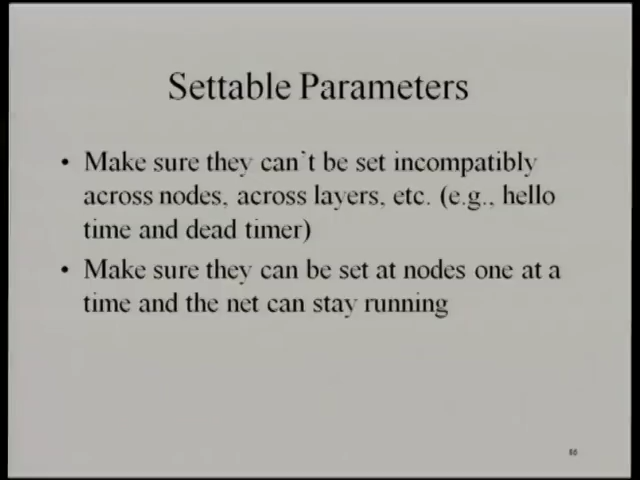 Settable Parameters
• Make sure they can't be set incompatibly
across nodes, across layers, etc. (e.g., hello
time and dead timer)
• Make sure they can be set at nodes one at a
time and the net can stay running